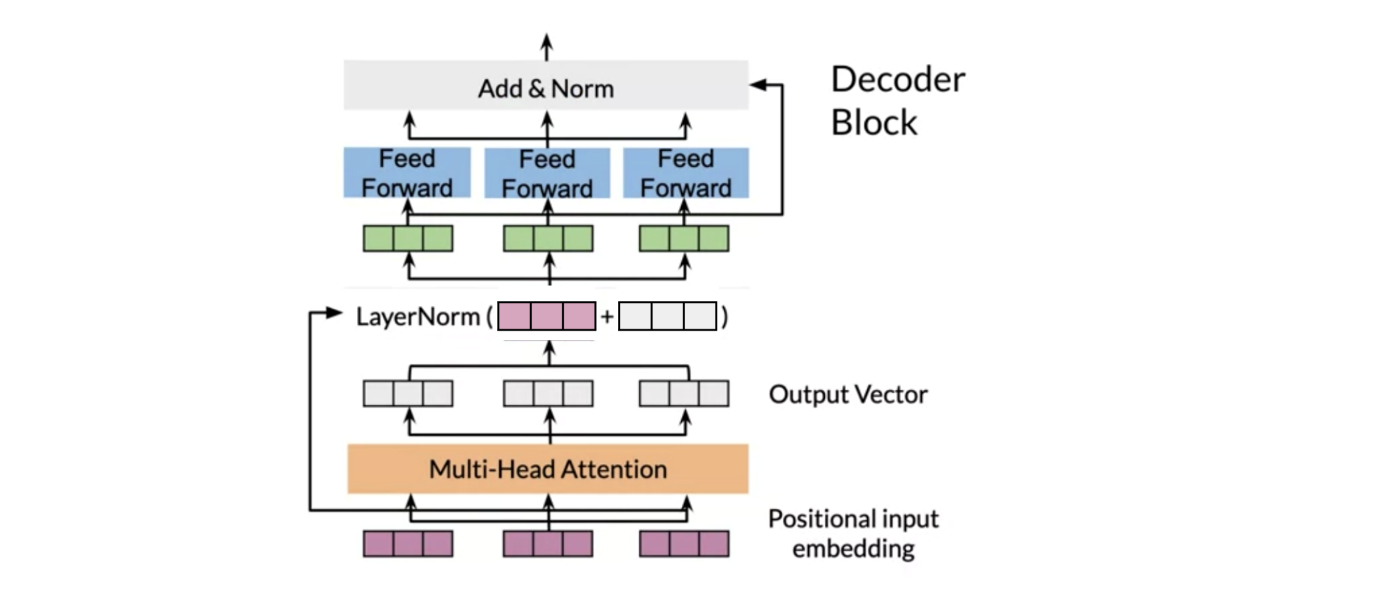 Decoder
Block
Add & Norm
Feed
Forward
Feed
Forward
Feed
Forward
LayerNorm ( + )
Output Vector
Multi-Head Attention
Positional input
embedding